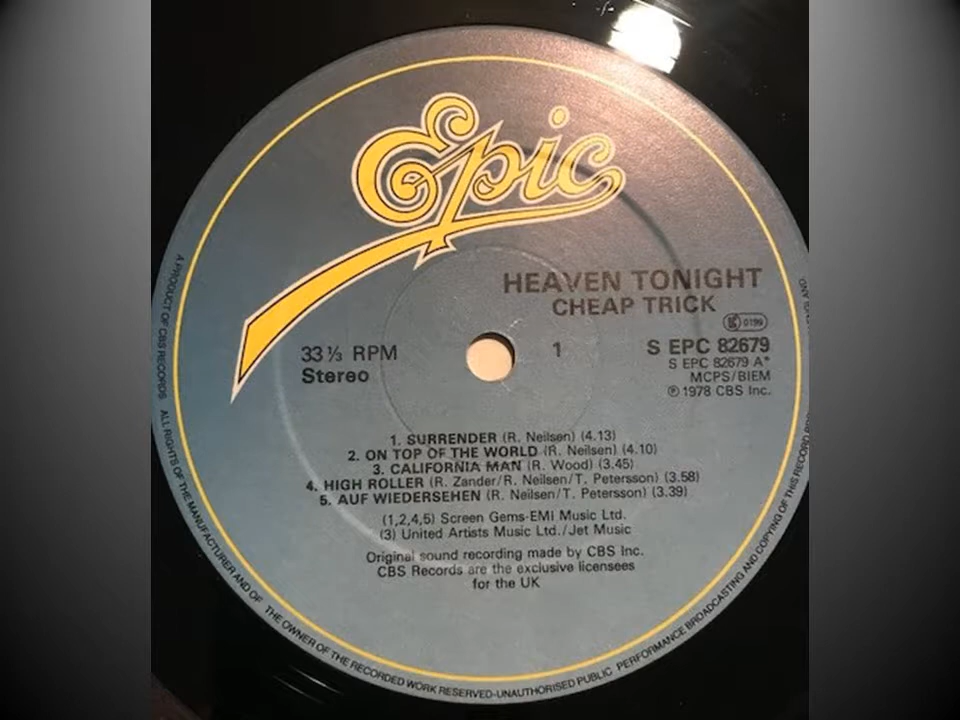 Epic
HEAVEN TONIGHT
CHEAP TRICK
0199
33⅓ RPM
Stereo
1
S EPC 82679
S EPC 82679 A*
MCPS/BIEM
℗ 1978 CBS Inc.
1. SURRENDER (R. Neilsen) (4.13)
2. ON TOP OF THE WORLD (R. Neilsen) (4.10)
3. CALIFORNIA MAN (R. Wood) (3.45)
4. HIGH ROLLER (R. Zander/R. Neilsen/T. Petersson) (3.58)
5. AUF WIEDERSEHEN (R. Neilsen/T. Petersson) (3.39)
(1,2,4,5) Screen Gems-EMI Music Ltd.
(3) United Artists Music Ltd./Jet Music
Original sound recording made by CBS Inc.
CBS Records are the exclusive licensees
for the UK
A PRODUCT OF CBS RECORDS ALL RIGHTS OF THE MANUFACTURER AND OF THE OWNER OF THE RECORDED WORK RESERVED-UNAUTHORISED PUBLIC PERFORMANCE BROADCASTING AND COPYING OF THIS RECORD ENGLAND